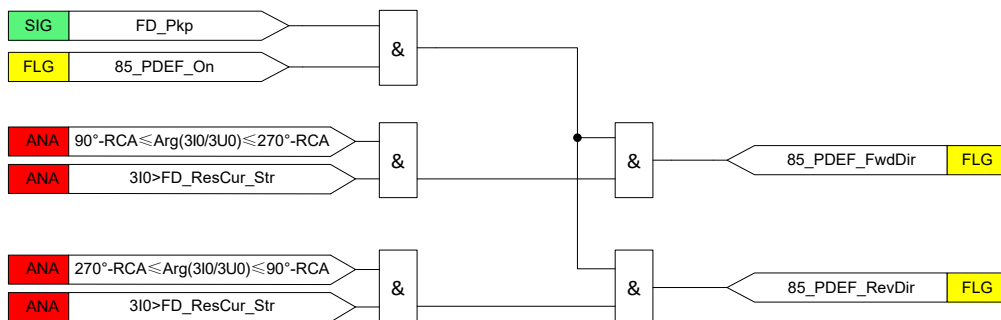 SIG FD_Pkp
&
FLG 85_PDEF_On
ANA 90°-RCA≤Arg(3I0/3U0)≤270°-RCA
&
&
85_PDEF_FwdDir FLG
ANA 3I0>FD_ResCur_Str
ANA 270°-RCA≤Arg(3I0/3U0)≤90°-RCA
&
&
85_PDEF_RevDir FLG
ANA 3I0>FD_ResCur_Str